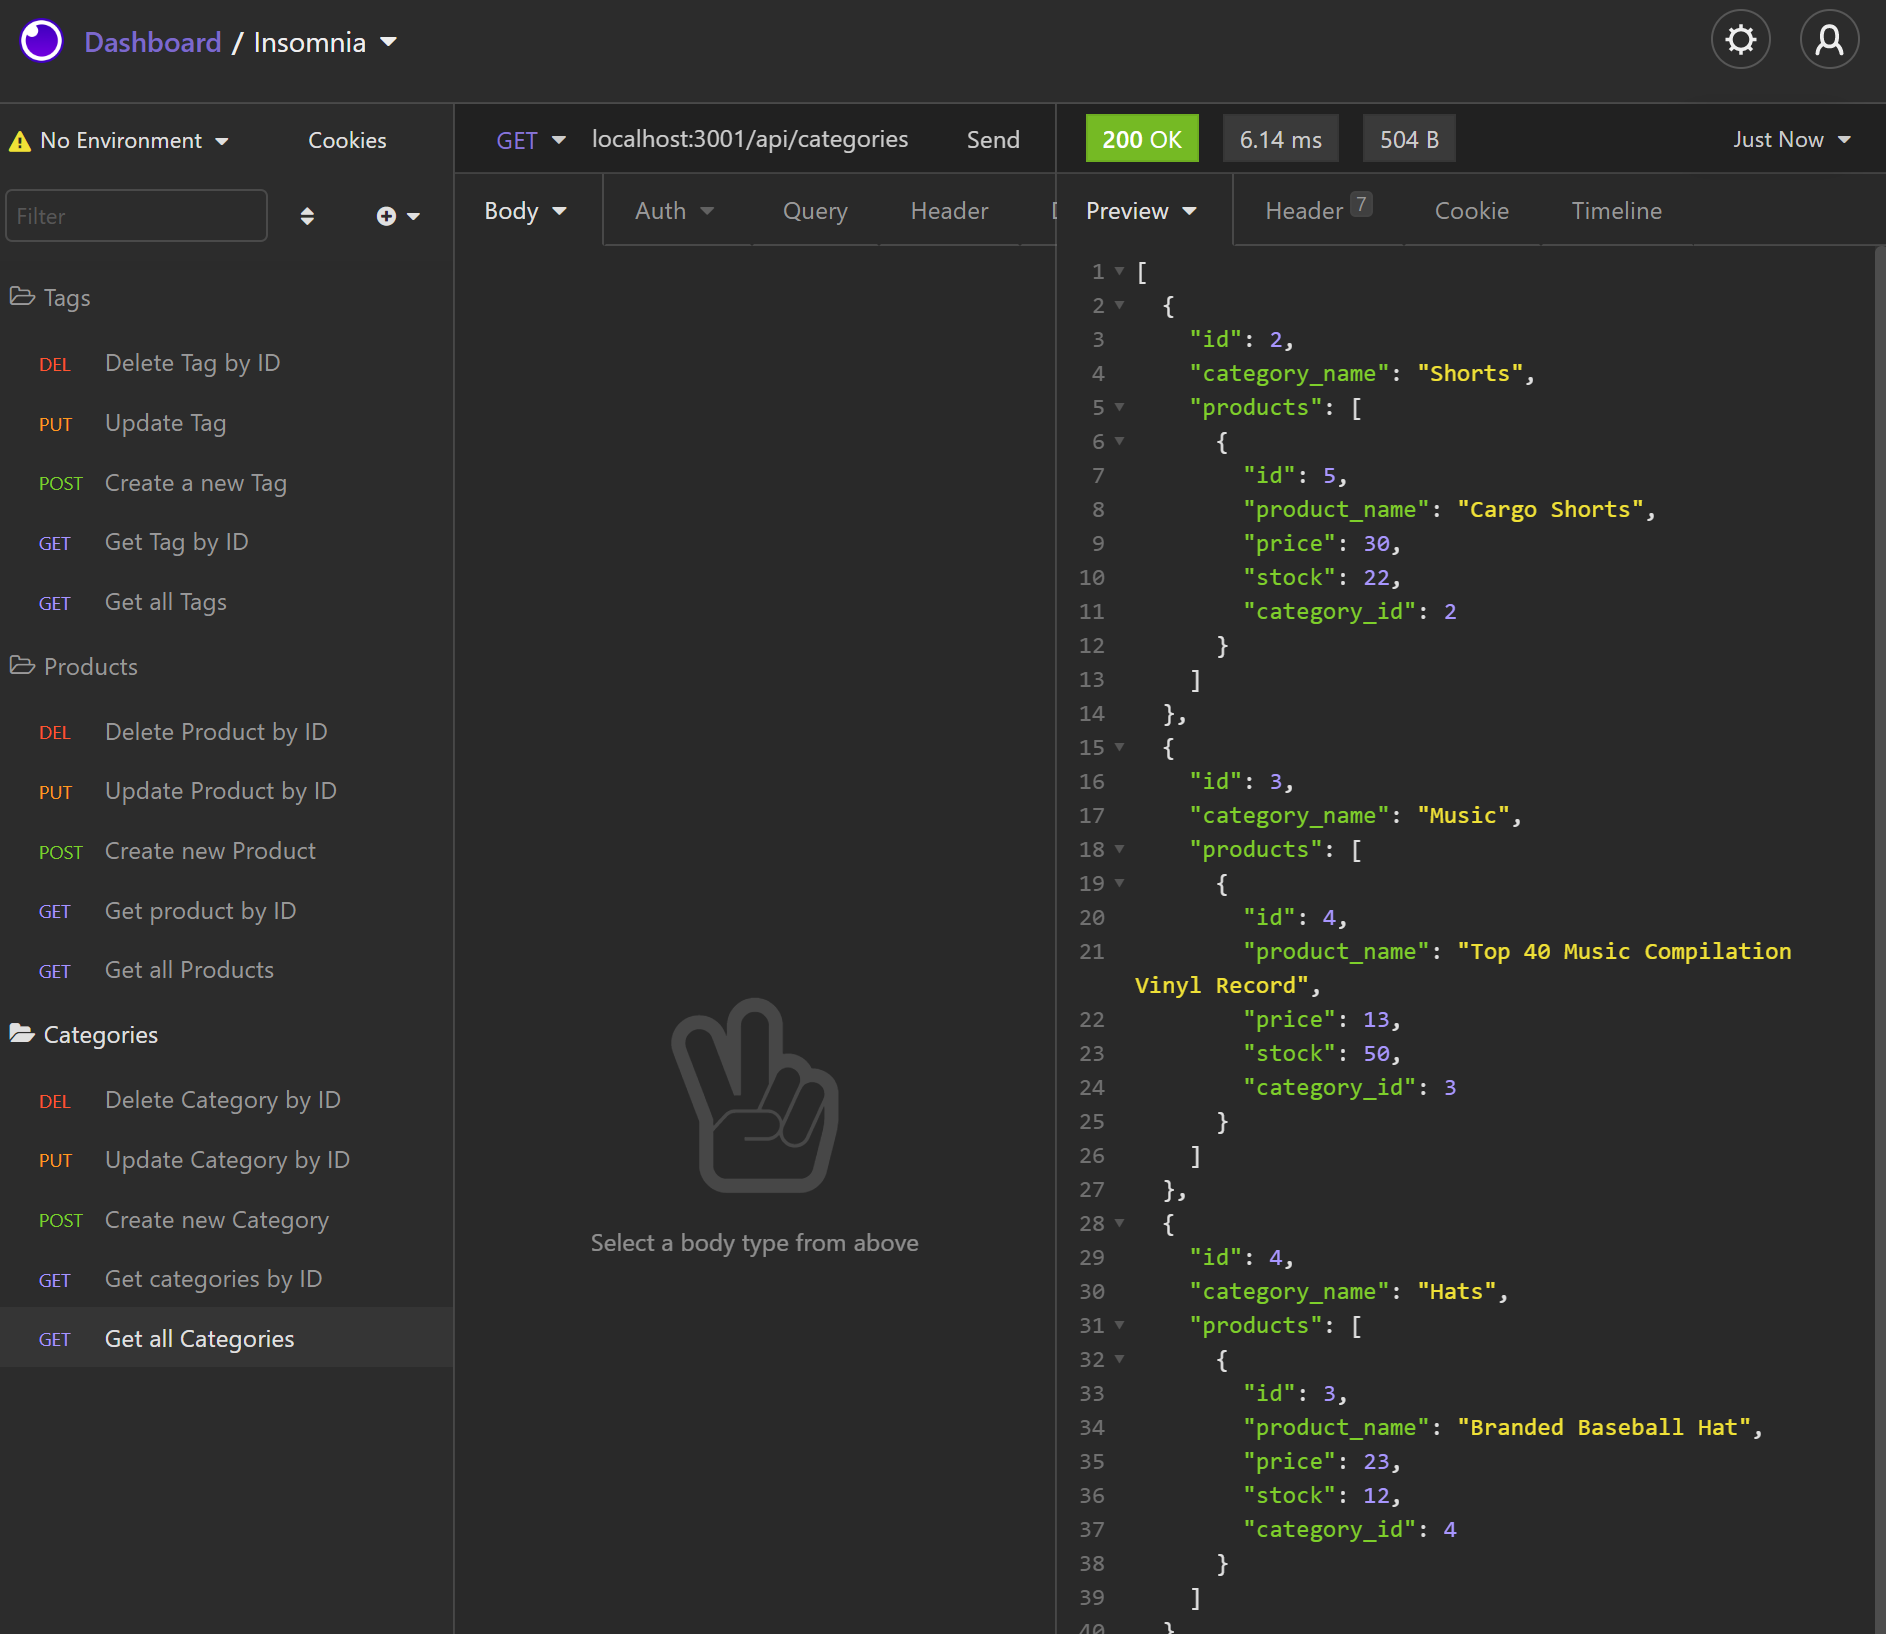 Dashboard / Insomnia
No Environment
Cookies
Filter
Tags
DEL Delete Tag by ID
PUT Update Tag
POST Create a new Tag
GET Get Tag by ID
GET Get all Tags
Products
DEL Delete Product by ID
PUT Update Product by ID
POST Create new Product
GET Get product by ID
GET Get all Products
Categories
DEL Delete Category by ID
PUT Update Category by ID
POST Create new Category
GET Get categories by ID
GET Get all Categories
GET localhost:3001/api/categories Send
Body Auth Query Header
Select a body type from above
200 OK 6.14 ms 504 B Just Now
Preview Header 7 Cookie Timeline
1 [
2 {
3 "id": 2,
4 "category_name": "Shorts",
5 "products": [
6 {
7 "id": 5,
8 "product_name": "Cargo Shorts",
9 "price": 30,
10 "stock": 22,
11 "category_id": 2
12 }
13 ]
14 },
15 {
16 "id": 3,
17 "category_name": "Music",
18 "products": [
19 {
20 "id": 4,
21 "product_name": "Top 40 Music Compilation
Vinyl Record",
22 "price": 13,
23 "stock": 50,
24 "category_id": 3
25 }
26 ]
27 },
28 {
29 "id": 4,
30 "category_name": "Hats",
31 "products": [
32 {
33 "id": 3,
34 "product_name": "Branded Baseball Hat",
35 "price": 23,
36 "stock": 12,
37 "category_id": 4
38 }
39 ]
40 }